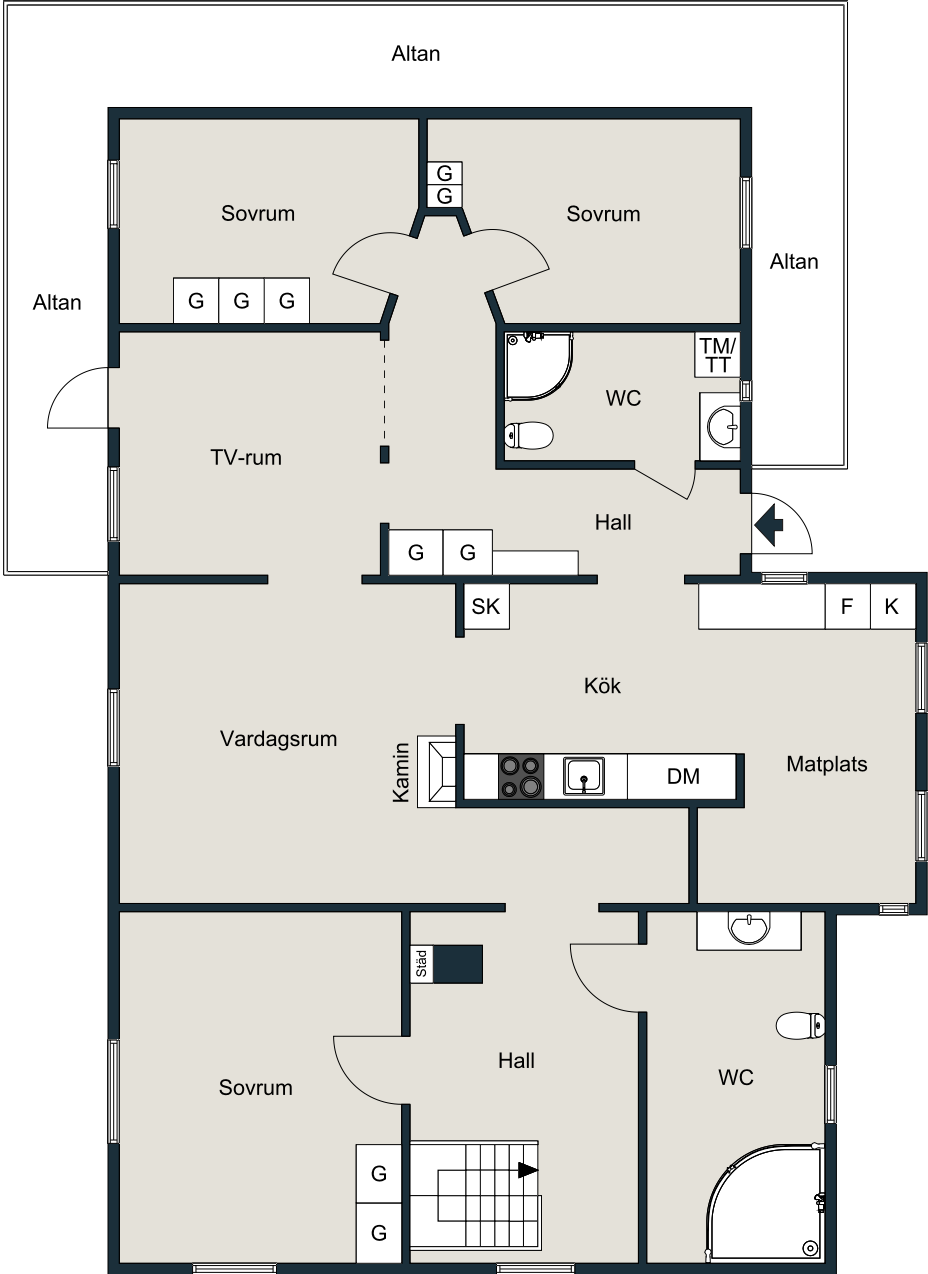 Altan
G
G
Sovrum
Sovrum
Altan
Altan
G G G
TM/
TT
WC
TV-rum
Hall
G G
SK
F K
Kök
Vardagsrum
Kamin
Matplats
DM
Städ
Hall
WC
Sovrum
G
G